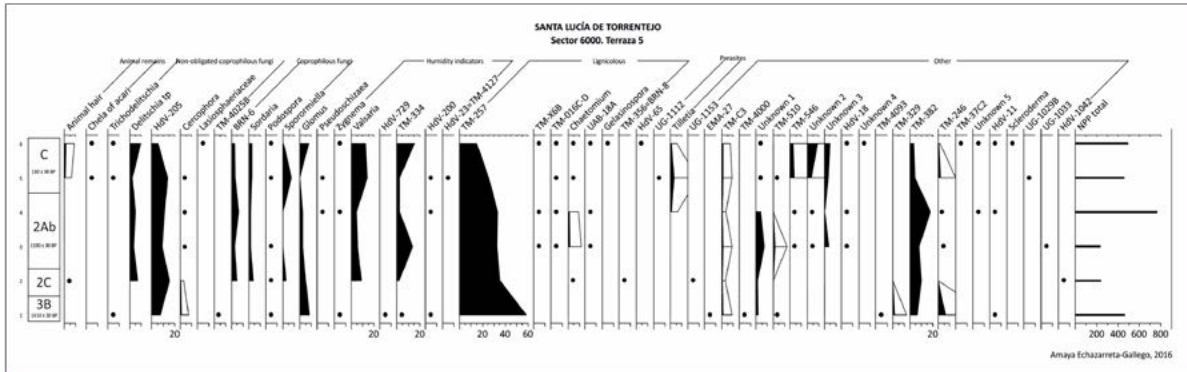 SANTA LUCÍA DE TORRENTEJO
Sector 6000. Terraza 5
Animal remains
Non-obligated coprophilous fungi
Coprophilous fungi
Humidity indicators
Lignicolous
Parasites
Other
Animal hair
Chela of acari
Trichodelitschia
Delitschia tp
HdV-205
Cercophora
Lasiosphaeriaceae
TM-4025B
BRN-6
Sordaria
Podospora
Sporormiella
Glomus
Pseudoschizaea
Zygnema
Valsaria
HdV-729
TM-334
HdV-200
HdV-23=TM-4127
TM-257
TM-X6B
TM-016C-D
Chaetomium
UAB-18A
Gelasinospora
TM-356=BRN-8
HdV-65
UG-1112
Tilletia
UG-1153
EMA-27
TM-C3
TM-4000
Unknown 1
TM-510
TM-546
Unknown 2
Unknown 3
HdV-18
Unknown 4
TM-4093
TM-329
TM-382
TM-246
TM-37C2
Unknown 5
HdV-11
Scleroderma
UG-1029B
UG-1033
HdV-1042
NPP total
C
2Ab
2C
3B
20
20
20 40 60
20
200 400 600 800
Amaya Echazarreta-Gallego, 2016